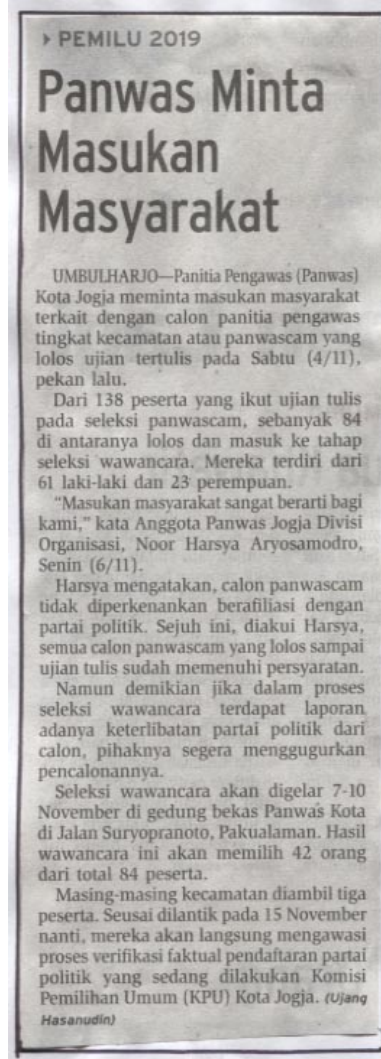 ▸ PEMILU 2019
Panwas Minta
Masukan
Masyarakat
UMBULHARJO—Panitia Pengawas (Panwas)
Kota Jogja meminta masukan masyarakat
terkait dengan calon panitia pengawas
tingkat kecamatan atau panwascam yang
lolos ujian tertulis pada Sabtu (4/11),
pekan lalu.
Dari 138 peserta yang ikut ujian tulis
pada seleksi panwascam, sebanyak 84
di antaranya lolos dan masuk ke tahap
seleksi wawancara. Mereka terdiri dari
61 laki-laki dan 23 perempuan.
“Masukan masyarakat sangat berarti bagi
kami,” kata Anggota Panwas Jogja Divisi
Organisasi, Noor Harsya Aryosamodro,
Senin (6/11).
Harsya mengatakan, calon panwascam
tidak diperkenankan berafiliasi dengan
partai politik. Sejuh ini, diakui Harsya,
semua calon panwascam yang lolos sampai
ujian tulis sudah memenuhi persyaratan.
Namun demikian jika dalam proses
seleksi wawancara terdapat laporan
adanya keterlibatan partai politik dari
calon, pihaknya segera menggugurkan
pencalonannya.
Seleksi wawancara akan digelar 7-10
November di gedung bekas Panwas Kota
di Jalan Suryopranoto, Pakualaman. Hasil
wawancara ini akan memilih 42 orang
dari total 84 peserta.
Masing-masing kecamatan diambil tiga
peserta. Seusai dilantik pada 15 November
nanti, mereka akan langsung mengawasi
proses verifikasi faktual pendaftaran partai
politik yang sedang dilakukan Komisi
Pemilihan Umum (KPU) Kota Jogja. (Ujang
Hasanudin)